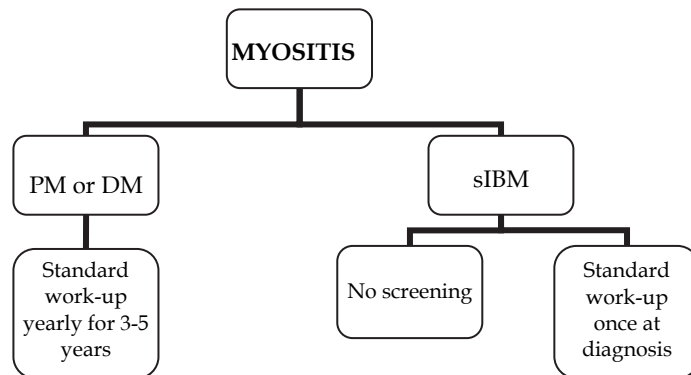 MYOSITIS
PM or DM
sIBM
Standard
work-up
yearly for 3-5
years
No screening
Standard
work-up
once at
diagnosis